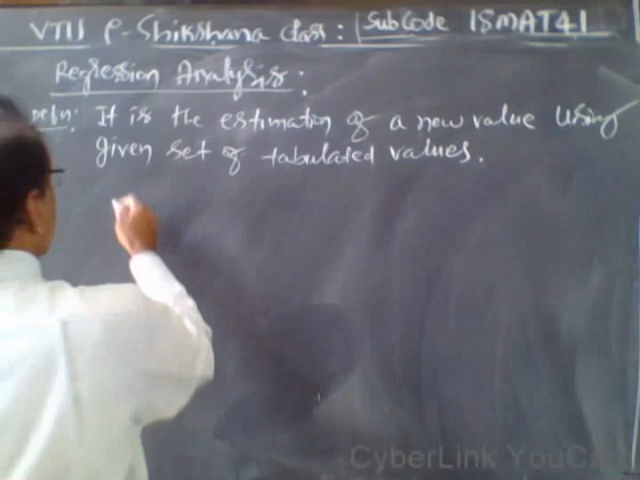 VTU e-Shikshana class: Sub Code 18MAT41
Regression Analysis:
Defn: It is the estimation of a new value using
given set of tabulated values.
CyberLink YouCam